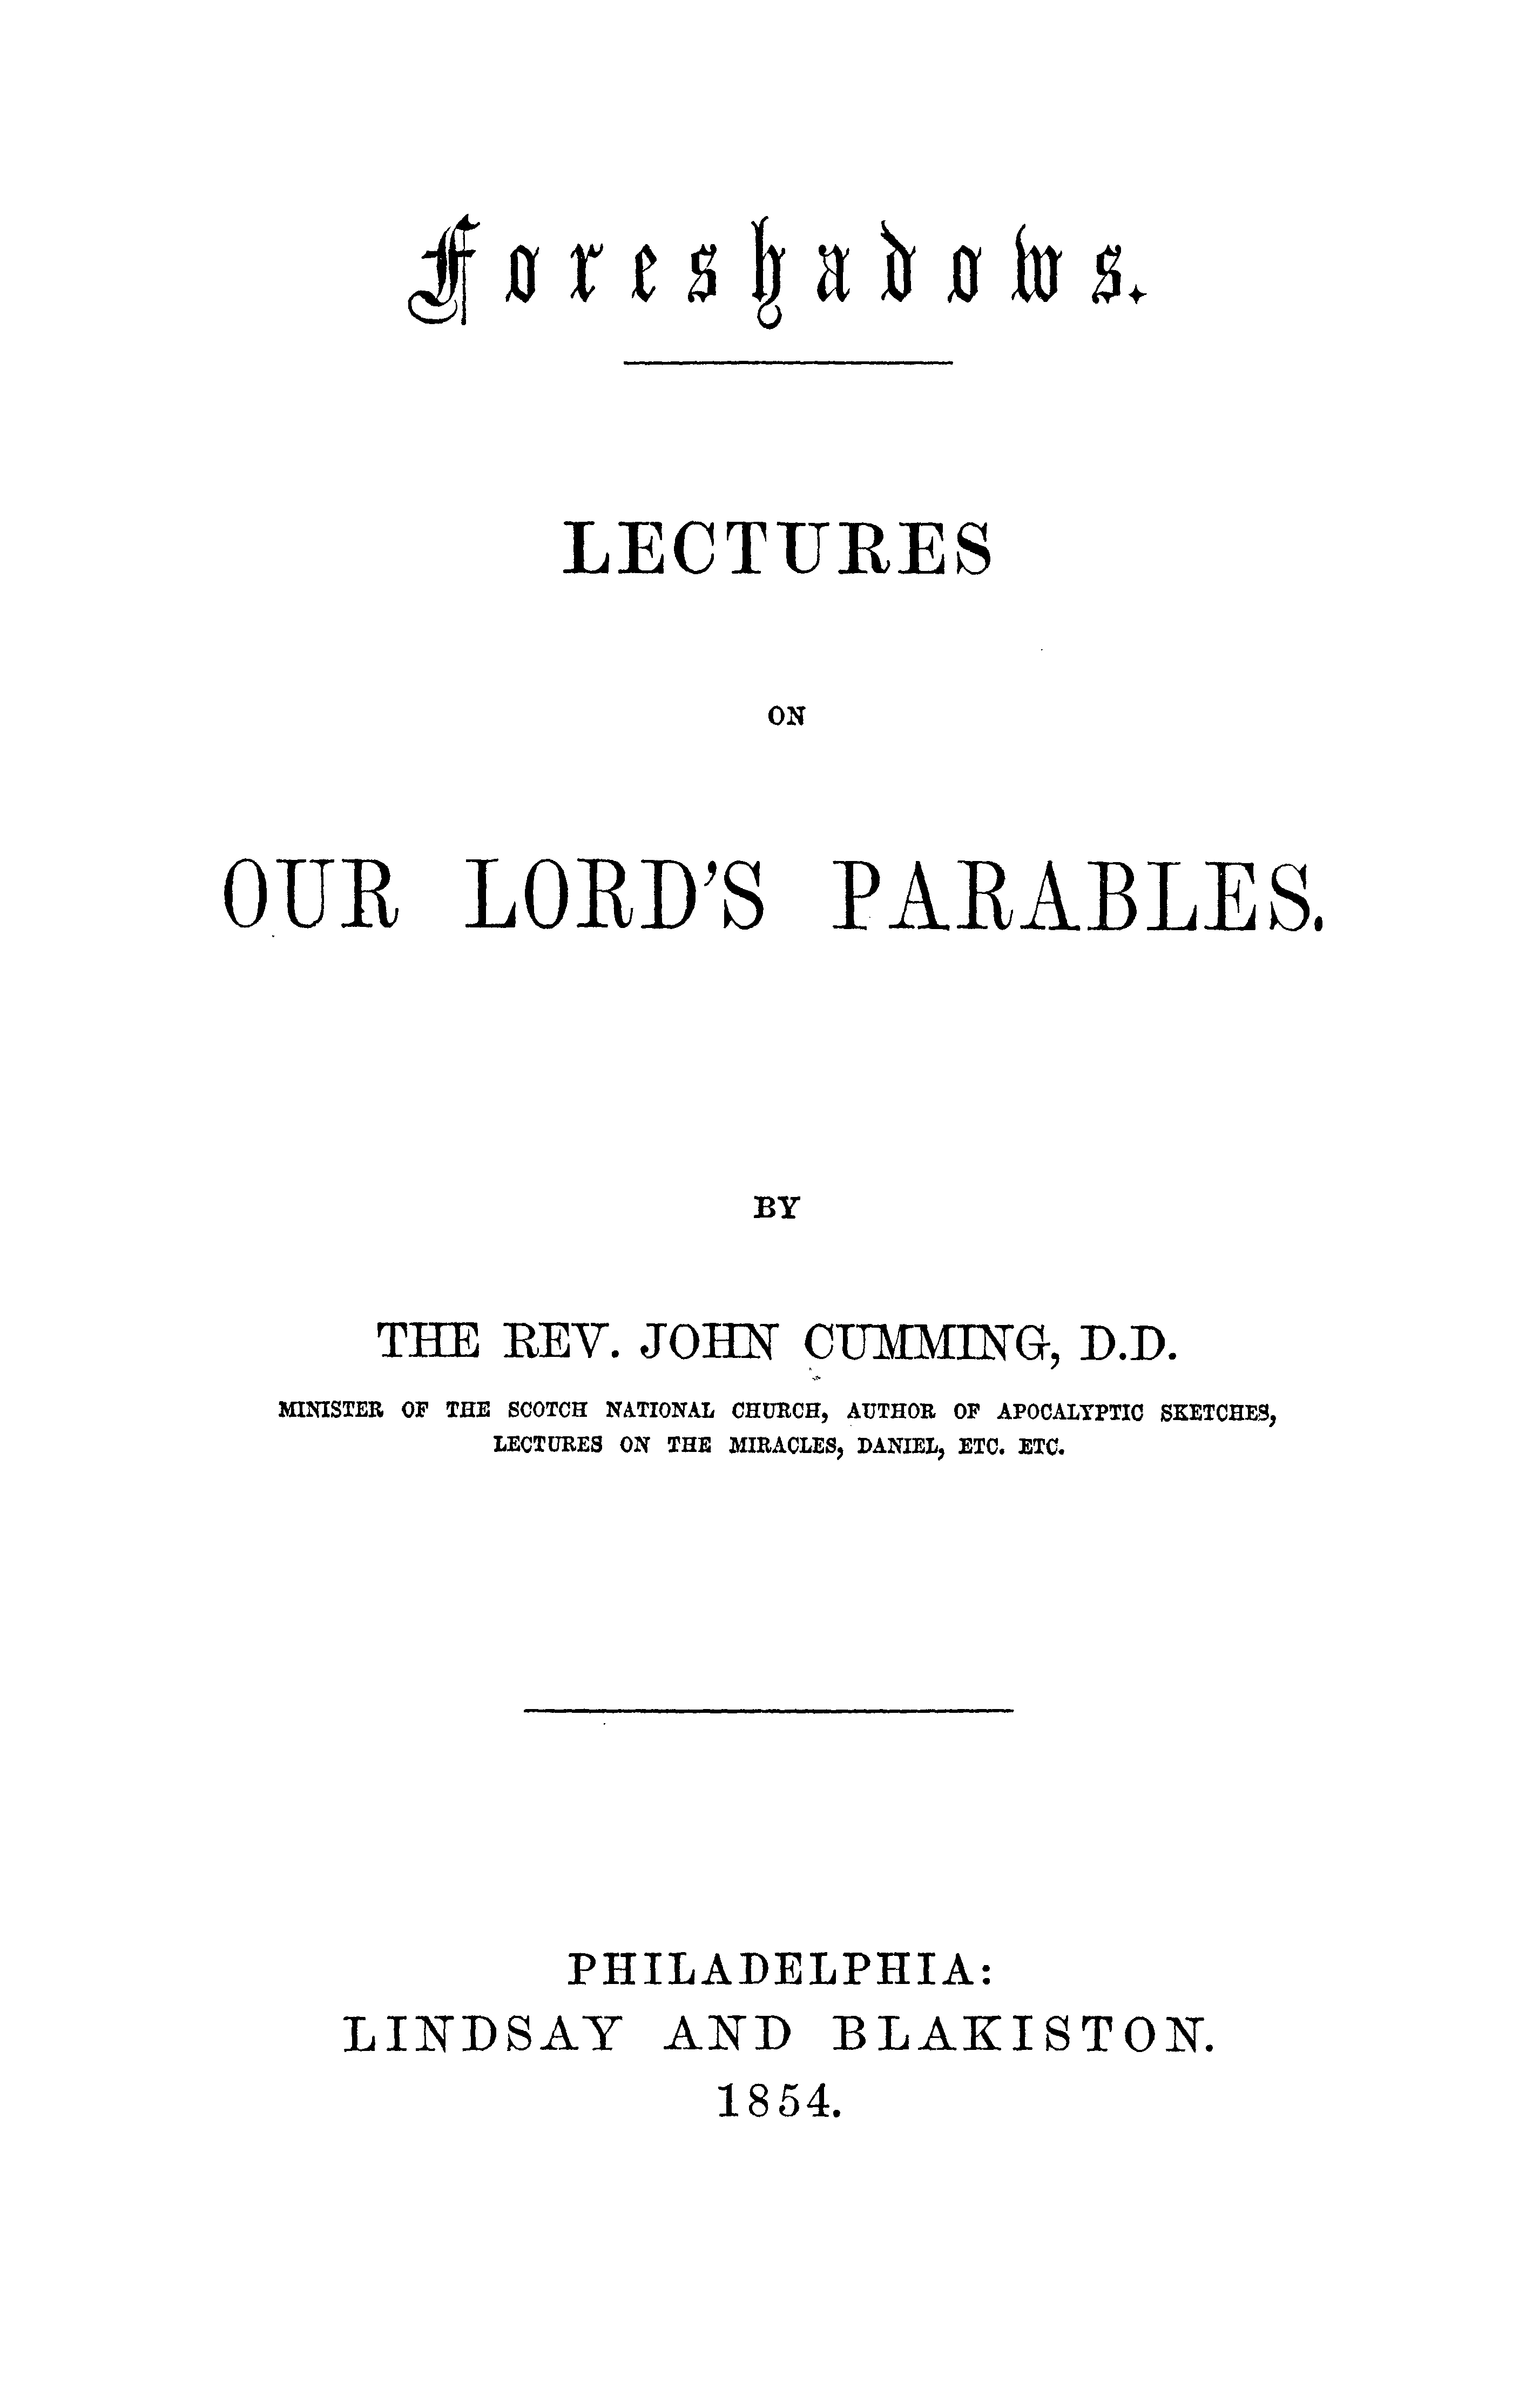 Foreshadows.
LECTURES
ON
OUR LORD'S PARABLES.
BY
THE REV. JOHN CUMMING, D.D.
MINISTER OF THE SCOTCH NATIONAL CHURCH, AUTHOR OF APOCALYPTIC SKETCHES,
LECTURES ON THE MIRACLES, DANIEL, ETC. ETC.
PHILADELPHIA:
LINDSAY AND BLAKISTON.
1854.